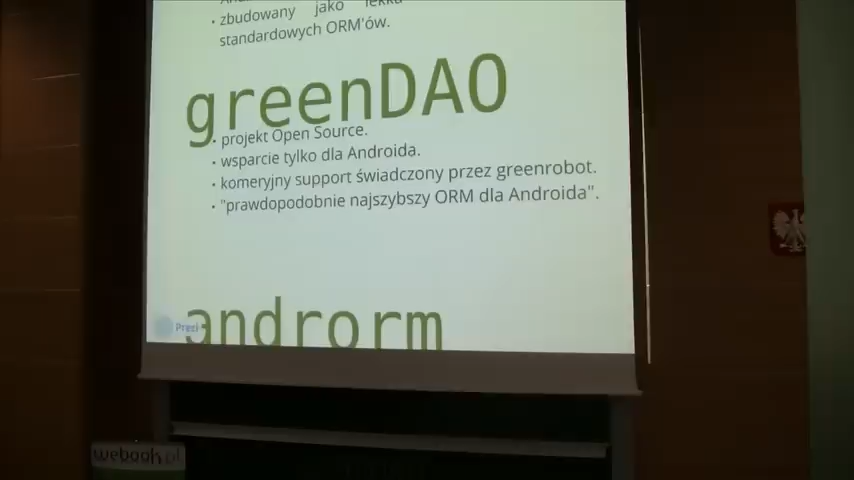 · zbudowany jako lekka
standardowych ORM'ów.
greenDAO
· projekt Open Source.
· wsparcie tylko dla Androida.
· komeryjny support świadczony przez greenrobot.
· "prawdopodobnie najszybszy ORM dla Androida".
androrm
Prezi
webook.pl